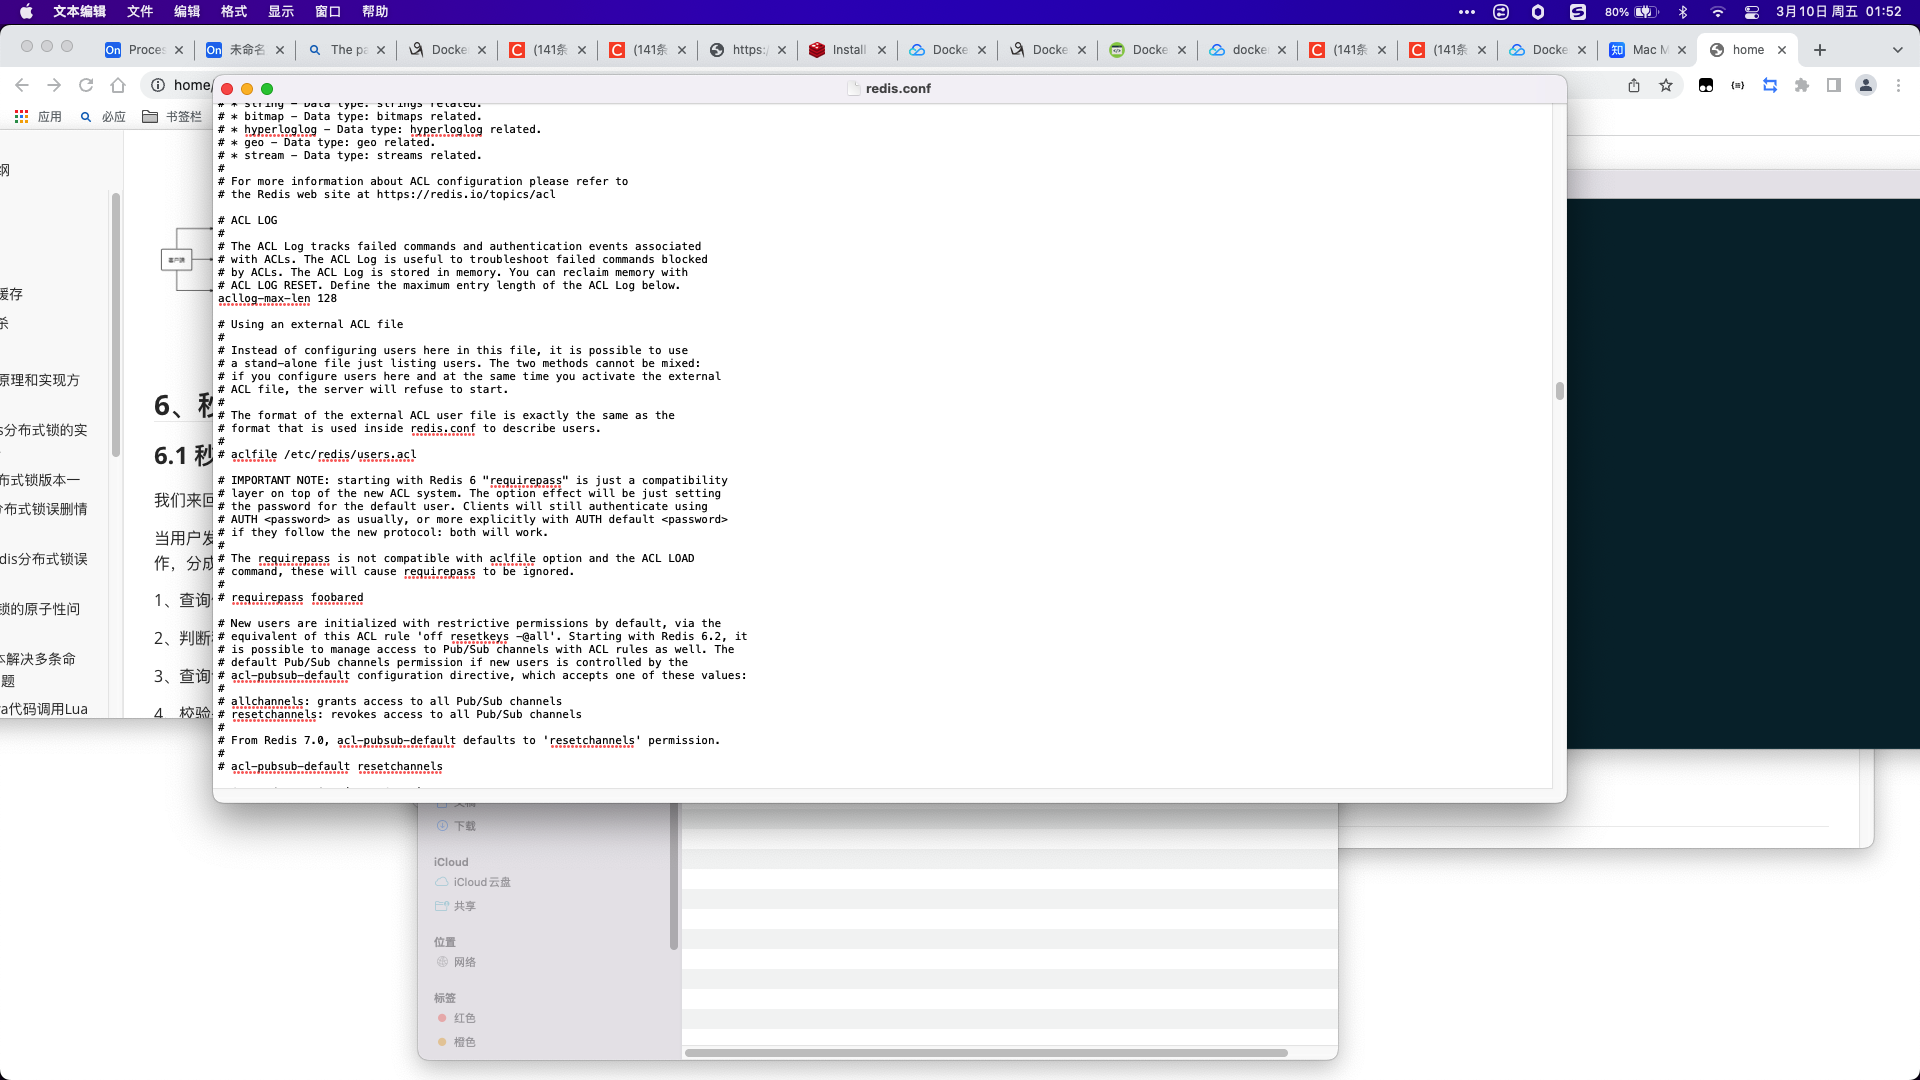 文本编辑 文件 编辑 格式 显示 窗口 帮助
80% 3月10日 周五 01:52
Proces 未命名 The pa Docke (141条 (141条 https:/ Install Docke Docke Docke docke (141条 (141条 Docke Mac M home
home/
应用 必应 书签栏
redis.conf
# * string - Data type: strings related.
# * bitmap - Data type: bitmaps related.
# * hyperloglog - Data type: hyperloglog related.
# * geo - Data type: geo related.
# * stream - Data type: streams related.
#
# For more information about ACL configuration please refer to
# the Redis web site at https://redis.io/topics/acl
# ACL LOG
#
# The ACL Log tracks failed commands and authentication events associated
# with ACLs. The ACL Log is useful to troubleshoot failed commands blocked
# by ACLs. The ACL Log is stored in memory. You can reclaim memory with
# ACL LOG RESET. Define the maximum entry length of the ACL Log below.
acllog-max-len 128
# Using an external ACL file
#
# Instead of configuring users here in this file, it is possible to use
# a stand-alone file just listing users. The two methods cannot be mixed:
# if you configure users here and at the same time you activate the external
# ACL file, the server will refuse to start.
#
# The format of the external ACL user file is exactly the same as the
# format that is used inside redis.conf to describe users.
#
# aclfile /etc/redis/users.acl
# IMPORTANT NOTE: starting with Redis 6 "requirepass" is just a compatibility
# layer on top of the new ACL system. The option effect will be just setting
# the password for the default user. Clients will still authenticate using
# AUTH <password> as usually, or more explicitly with AUTH default <password>
# if they follow the new protocol: both will work.
#
# The requirepass is not compatible with aclfile option and the ACL LOAD
# command, these will cause requirepass to be ignored.
#
# requirepass foobared
# New users are initialized with restrictive permissions by default, via the
# equivalent of this ACL rule 'off resetkeys -@all'. Starting with Redis 6.2, it
# is possible to manage access to Pub/Sub channels with ACL rules as well. The
# default Pub/Sub channels permission if new users is controlled by the
# acl-pubsub-default configuration directive, which accepts one of these values:
#
# allchannels: grants access to all Pub/Sub channels
# resetchannels: revokes access to all Pub/Sub channels
#
# From Redis 7.0, acl-pubsub-default defaults to 'resetchannels' permission.
#
# acl-pubsub-default resetchannels
纲
缓存
杀
原理和实现方
s分布式锁的实
布式锁版本一
分布式锁误删情
dis分布式锁误
锁的原子性问
本解决多条命
题
va代码调用Lua
客户端
6、秒
6.1 秒
我们来回
当用户发
作，分成
1、查询
2、判断
3、查询
4、校验
文稿
下载
iCloud
iCloud云盘
共享
位置
网络
标签
红色
橙色